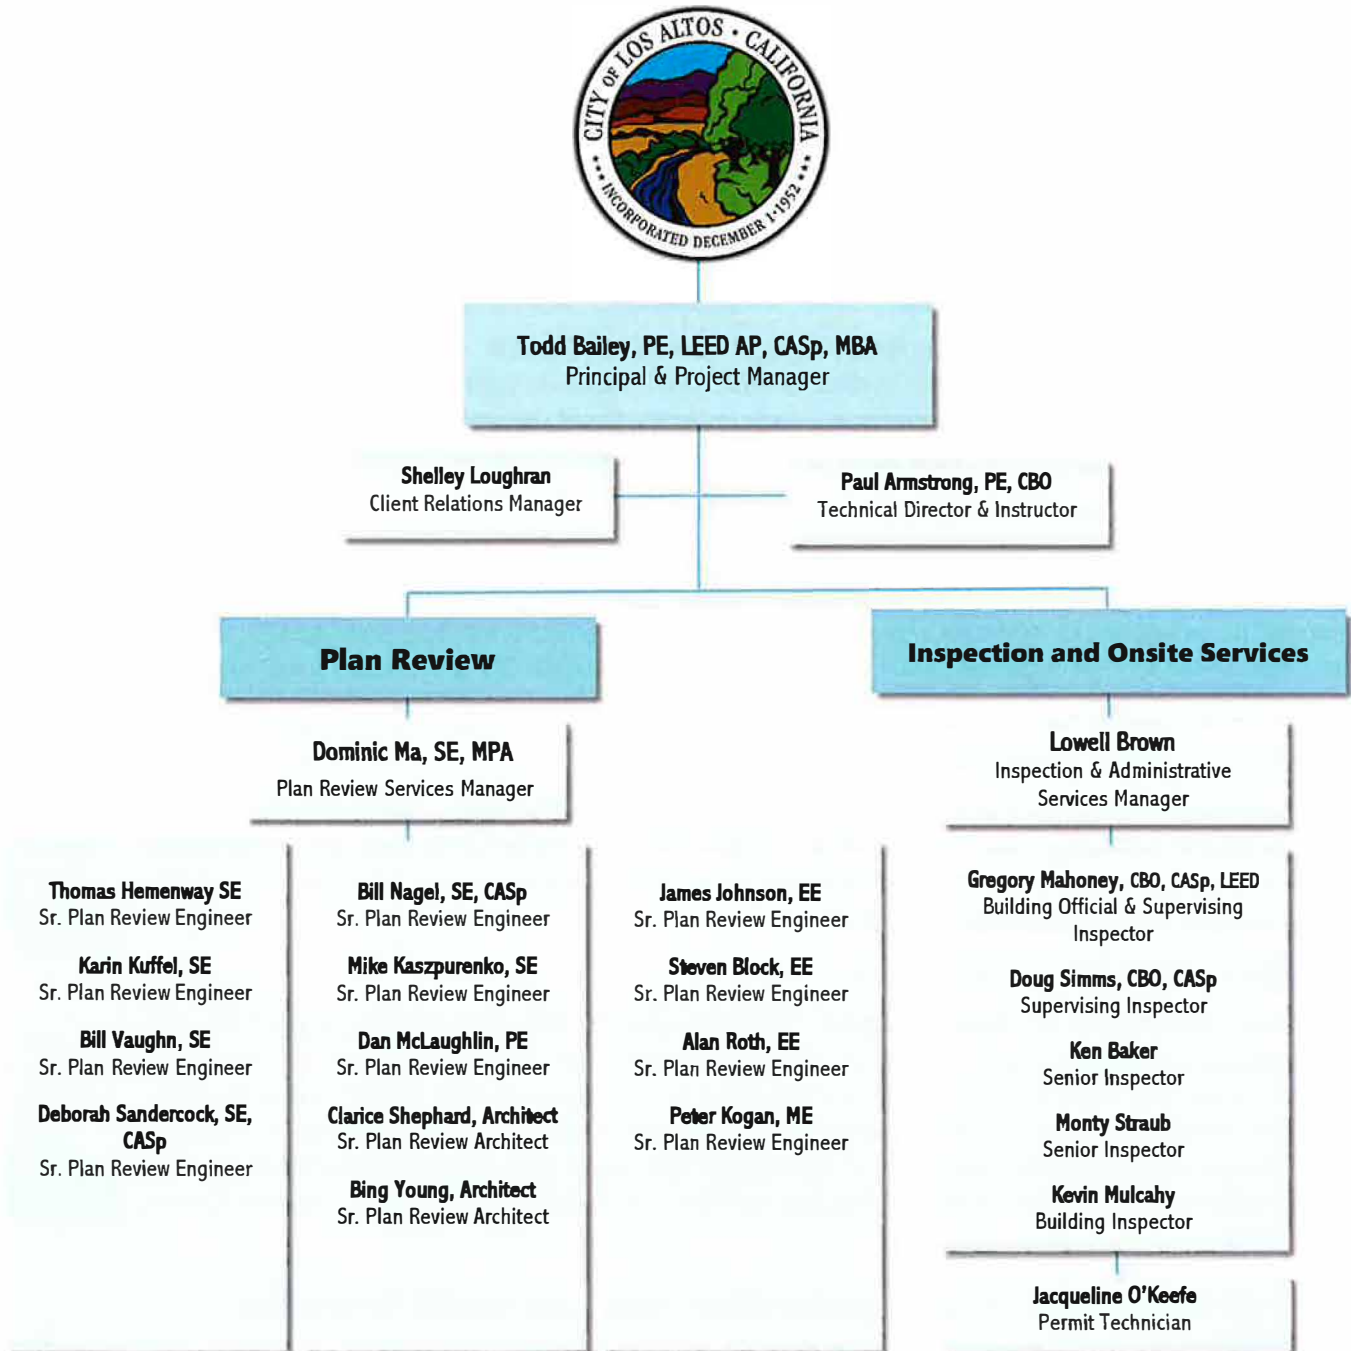 CITY OF LOS ALTOS • CALIFORNIA
••• INCORPORATED DECEMBER 1•1952 •••
Todd Bailey, PE, LEED AP, CASp, MBA
Principal & Project Manager
Shelley Loughran
Client Relations Manager
Paul Armstrong, PE, CBO
Technical Director & Instructor
Plan Review
Dominic Ma, SE, MPA
Plan Review Services Manager
Thomas Hemenway SE
Sr. Plan Review Engineer
Karin Kuffel, SE
Sr. Plan Review Engineer
Bill Vaughn, SE
Sr. Plan Review Engineer
Deborah Sandercock, SE,
CASp
Sr. Plan Review Engineer
Bill Nagel, SE, CASp
Sr. Plan Review Engineer
Mike Kaszpurenko, SE
Sr. Plan Review Engineer
Dan McLaughlin, PE
Sr. Plan Review Engineer
Clarice Shephard, Architect
Sr. Plan Review Architect
Bing Young, Architect
Sr. Plan Review Architect
James Johnson, EE
Sr. Plan Review Engineer
Steven Block, EE
Sr. Plan Review Engineer
Alan Roth, EE
Sr. Plan Review Engineer
Peter Kogan, ME
Sr. Plan Review Engineer
Inspection and Onsite Services
Lowell Brown
Inspection & Administrative
Services Manager
Gregory Mahoney, CBO, CASp, LEED
Building Official & Supervising
Inspector
Doug Simms, CBO, CASp
Supervising Inspector
Ken Baker
Senior Inspector
Monty Straub
Senior Inspector
Kevin Mulcahy
Building Inspector
Jacqueline O'Keefe
Permit Technician